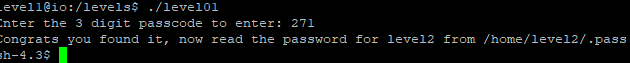 level1@io:/levels$ ./level01
Enter the 3 digit passcode to enter: 271
Congrats you found it, now read the password for level2 from /home/level2/.pass
sh-4.3$